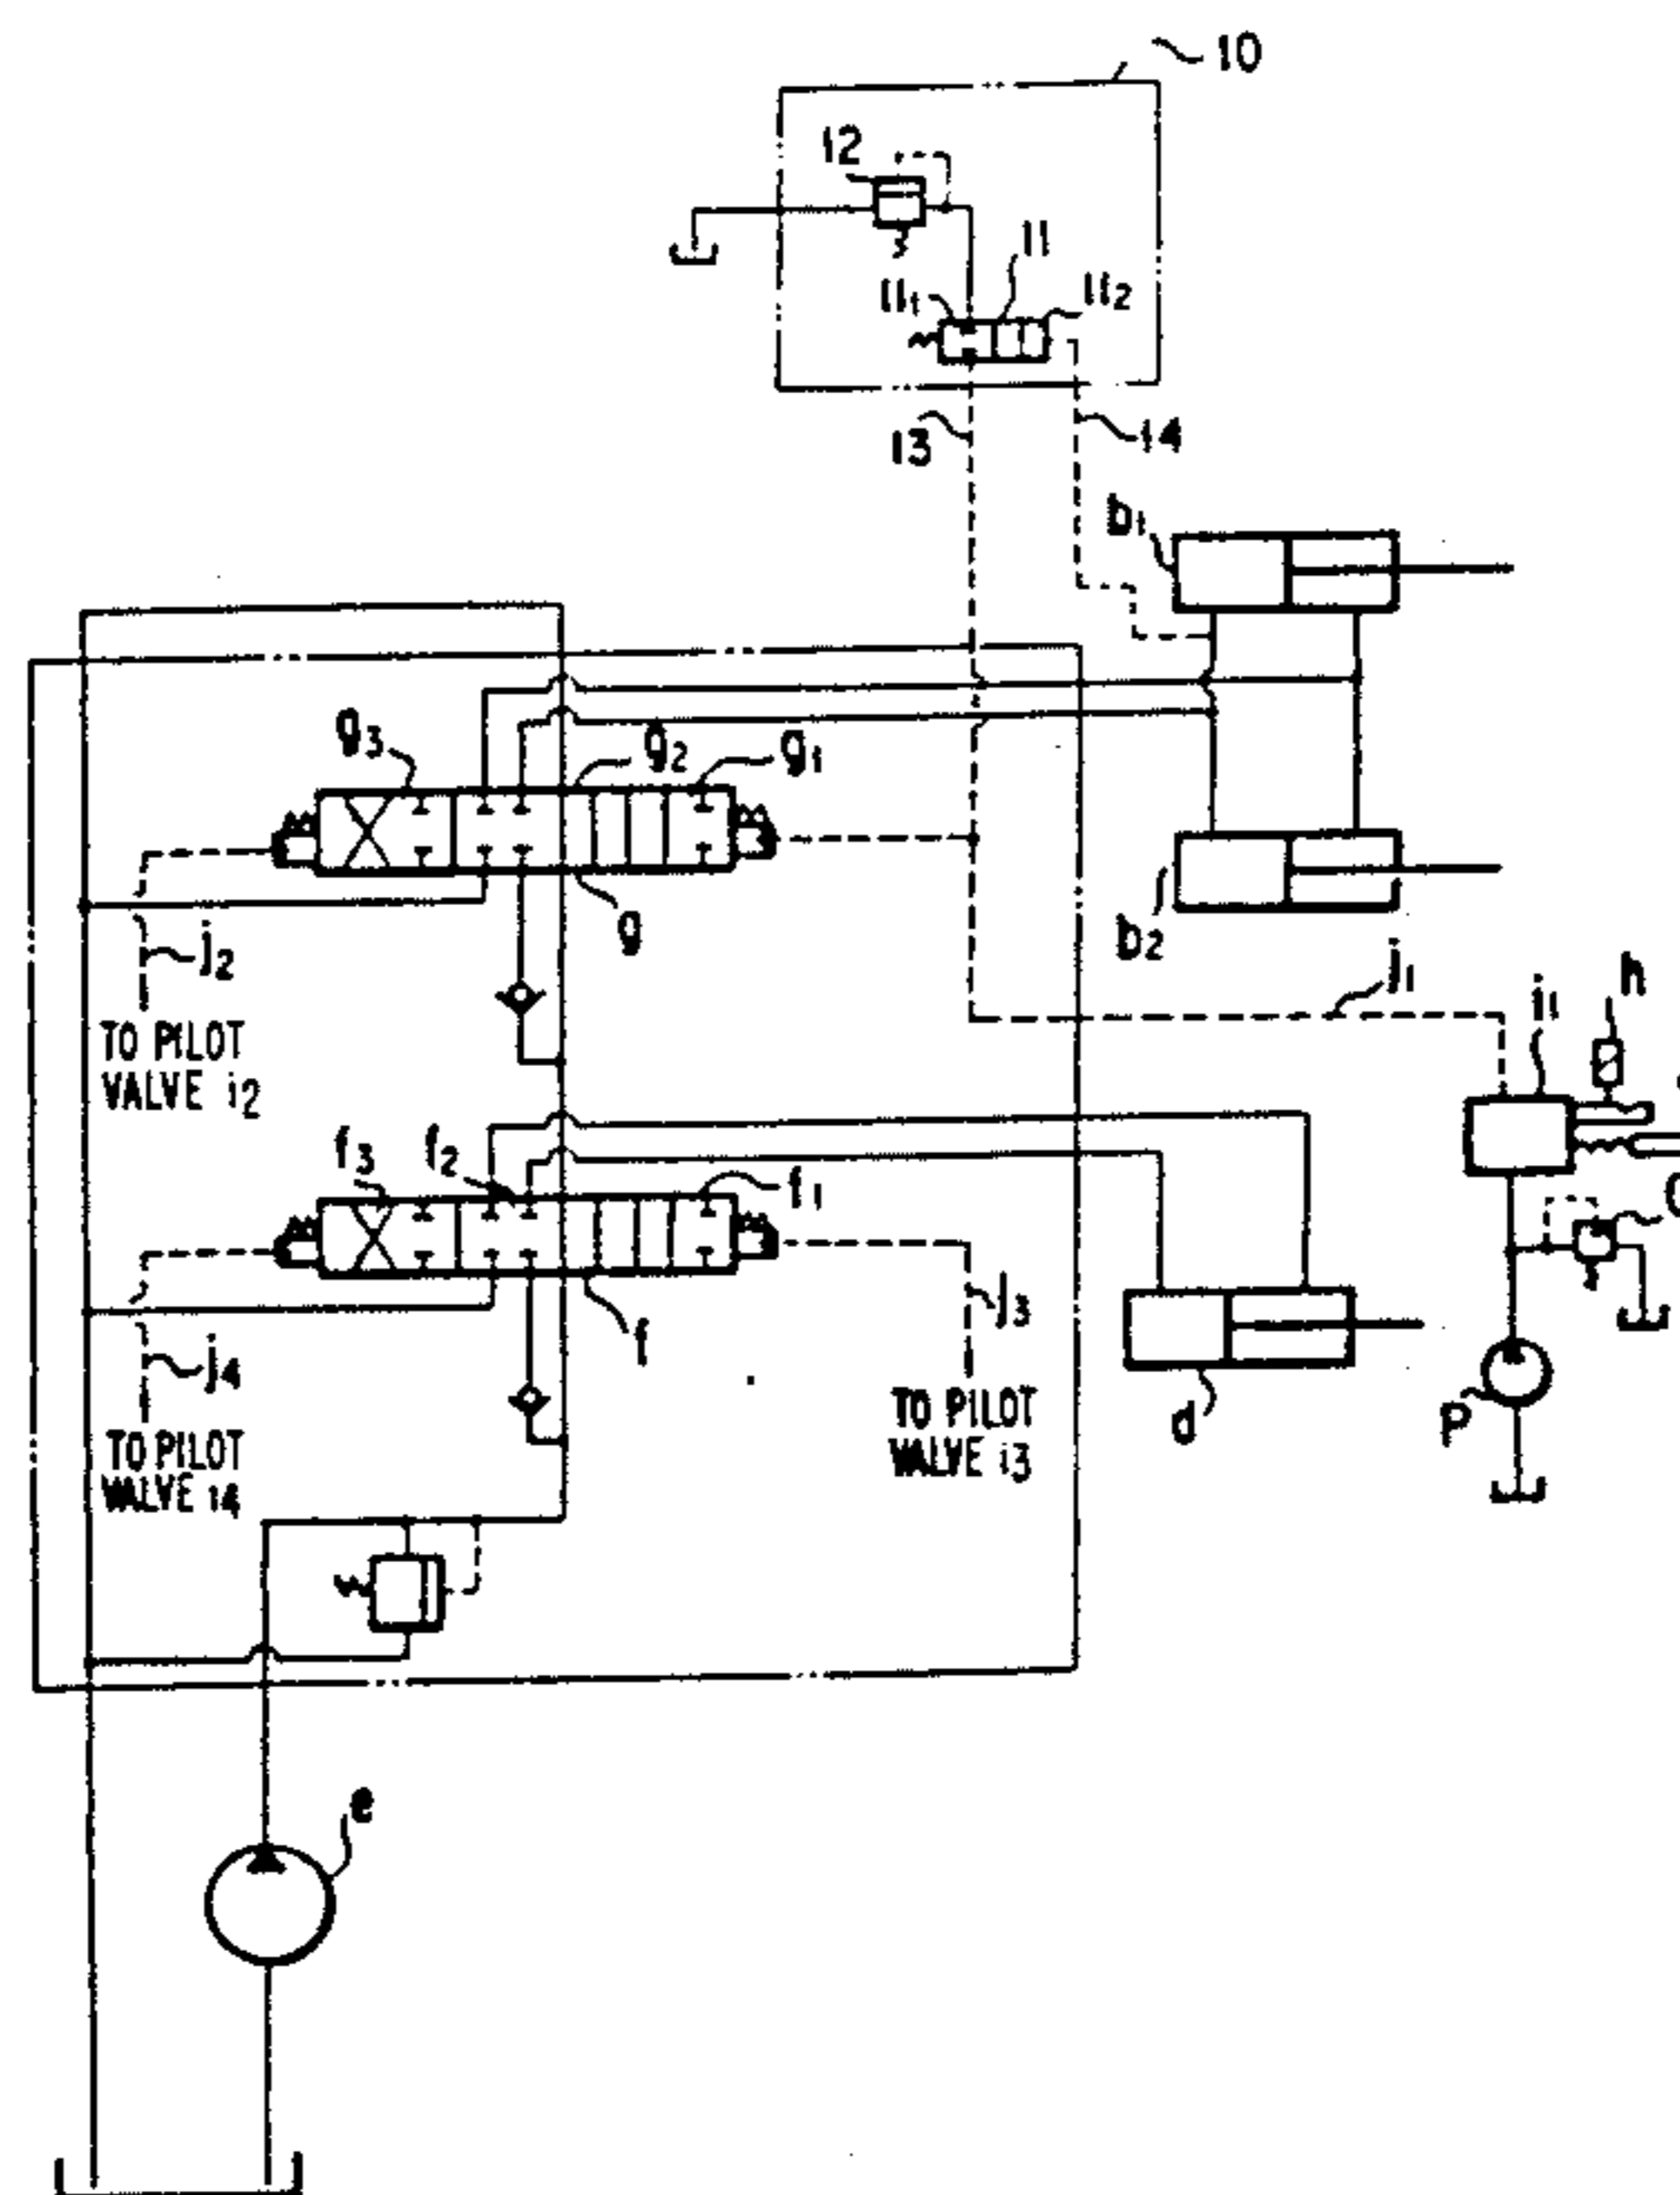 10
12
11
11₁
11₂
13
14
b₁
g₃
g₂
g₁
g
b₂
j₂
j₁
i₁
h
TO PILOT
VALVE i₂
f₃
f₂
f₁
f
j₃
j₄
d
P
TO PILOT
VALVE i₃
TO PILOT
VALVE i₄
e